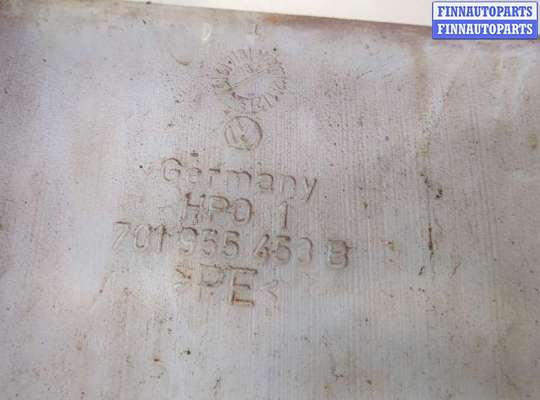 FINNAUTOPARTS
FINNAUTOPARTS
Germany
HPO 1
701 955 453 B
>PE<